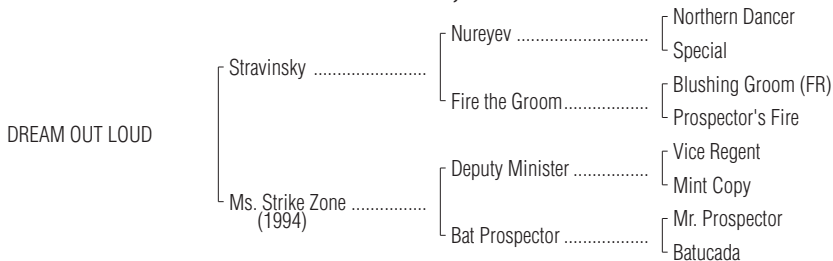 Northern Dancer
Nureyev ............................
Special
Stravinsky ........................
Blushing Groom (FR)
Fire the Groom..................
Prospector's Fire
DREAM OUT LOUD
Vice Regent
Deputy Minister ................
Mint Copy
Ms. Strike Zone ................
(1994)
Mr. Prospector
Bat Prospector ..................
Batucada